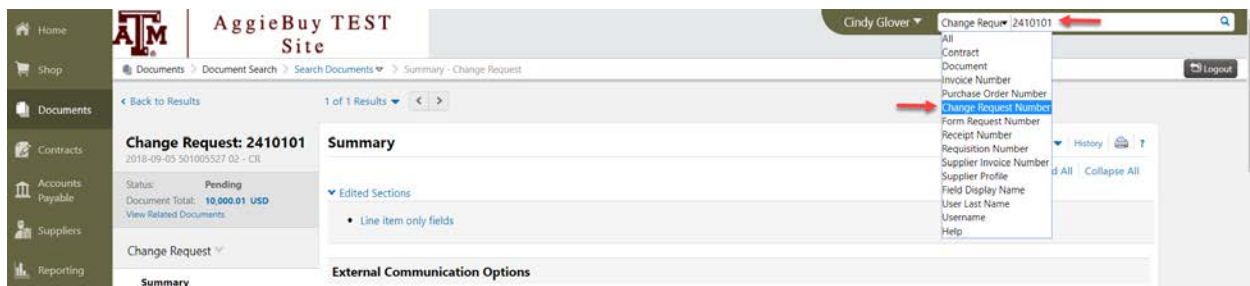 Home
Shop
Documents
Contracts
Accounts Payable
Suppliers
Reporting
ĀM
AggieBuy TEST
Site
Cindy Glover
Change Reque 2410101
All
Contract
Document
Invoice Number
Purchase Order Number
Change Request Number
Form Request Number
Receipt Number
Requisition Number
Supplier Invoice Number
Supplier Profile
Field Display Name
User Last Name
Username
Help
Logout
Documents > Document Search > Search Documents > Summary - Change Request
< Back to Results
1 of 1 Results < >
Change Request: 2410101
2018-09-05 501005527 02 - CR
Status: Pending
Document Total: 10,000.01 USD
View Related Documents
Change Request
Summary
Summary
History ?
d All Collapse All
Edited Sections
• Line item only fields
External Communication Options